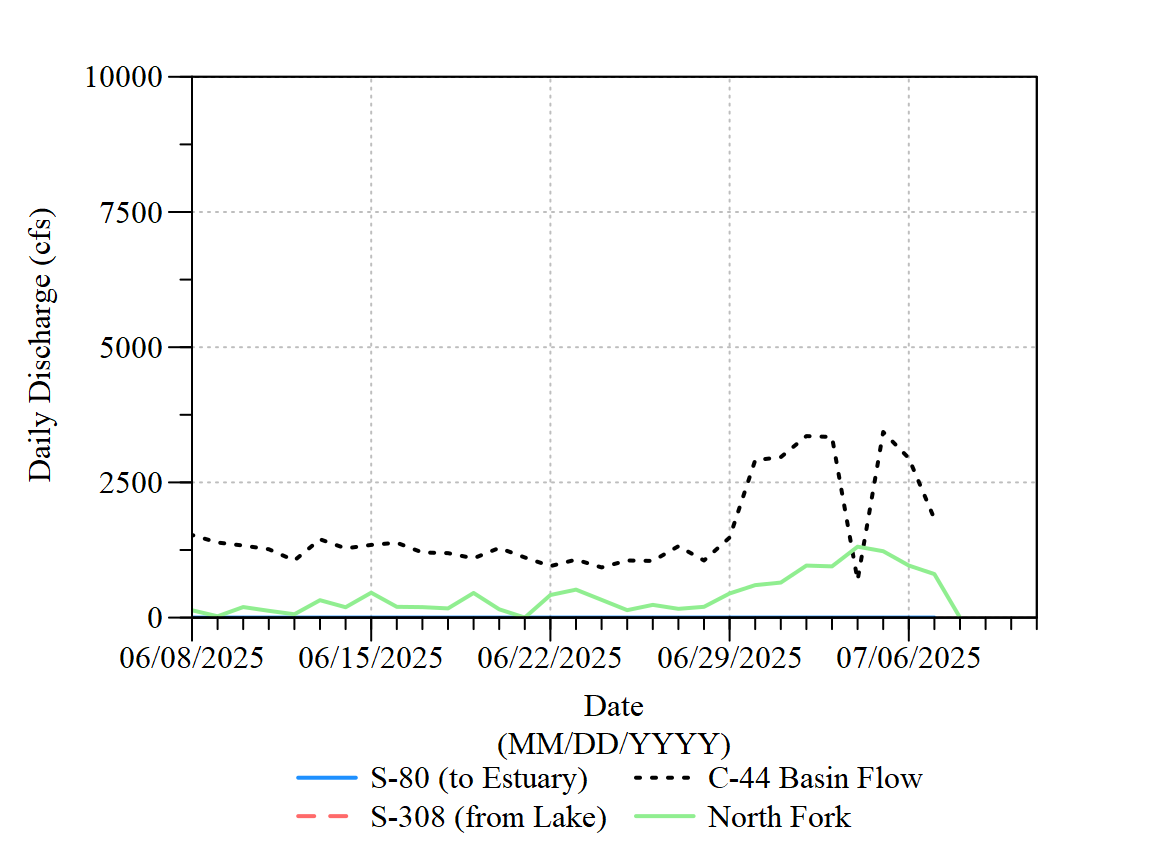 10000
7500
5000
2500
0
Daily Discharge (cfs)
06/08/2025 06/15/2025 06/22/2025 06/29/2025 07/06/2025
Date
(MM/DD/YYYY)
S-80 (to Estuary) C-44 Basin Flow
S-308 (from Lake) North Fork